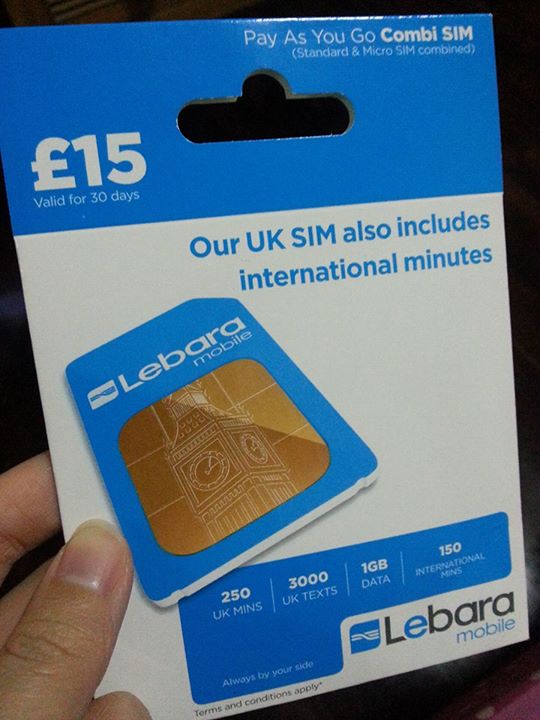 Pay As You Go Combi SIM
(Standard & Micro SIM combined)
£15
Valid for 30 days
Our UK SIM also includes
international minutes
Lebara
mobile
250
UK MINS
3000
UK TEXTS
1GB
DATA
150
INTERNATIONAL
MINS
Lebara
mobile
Always by your side
Terms and conditions apply*